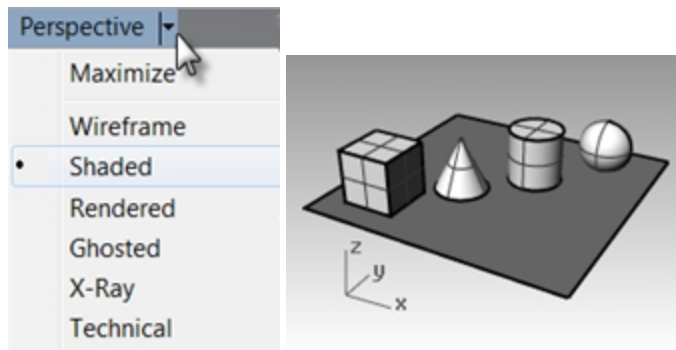 Perspective
Maximize
Wireframe
Shaded
Rendered
Ghosted
X-Ray
Technical
z
y
x